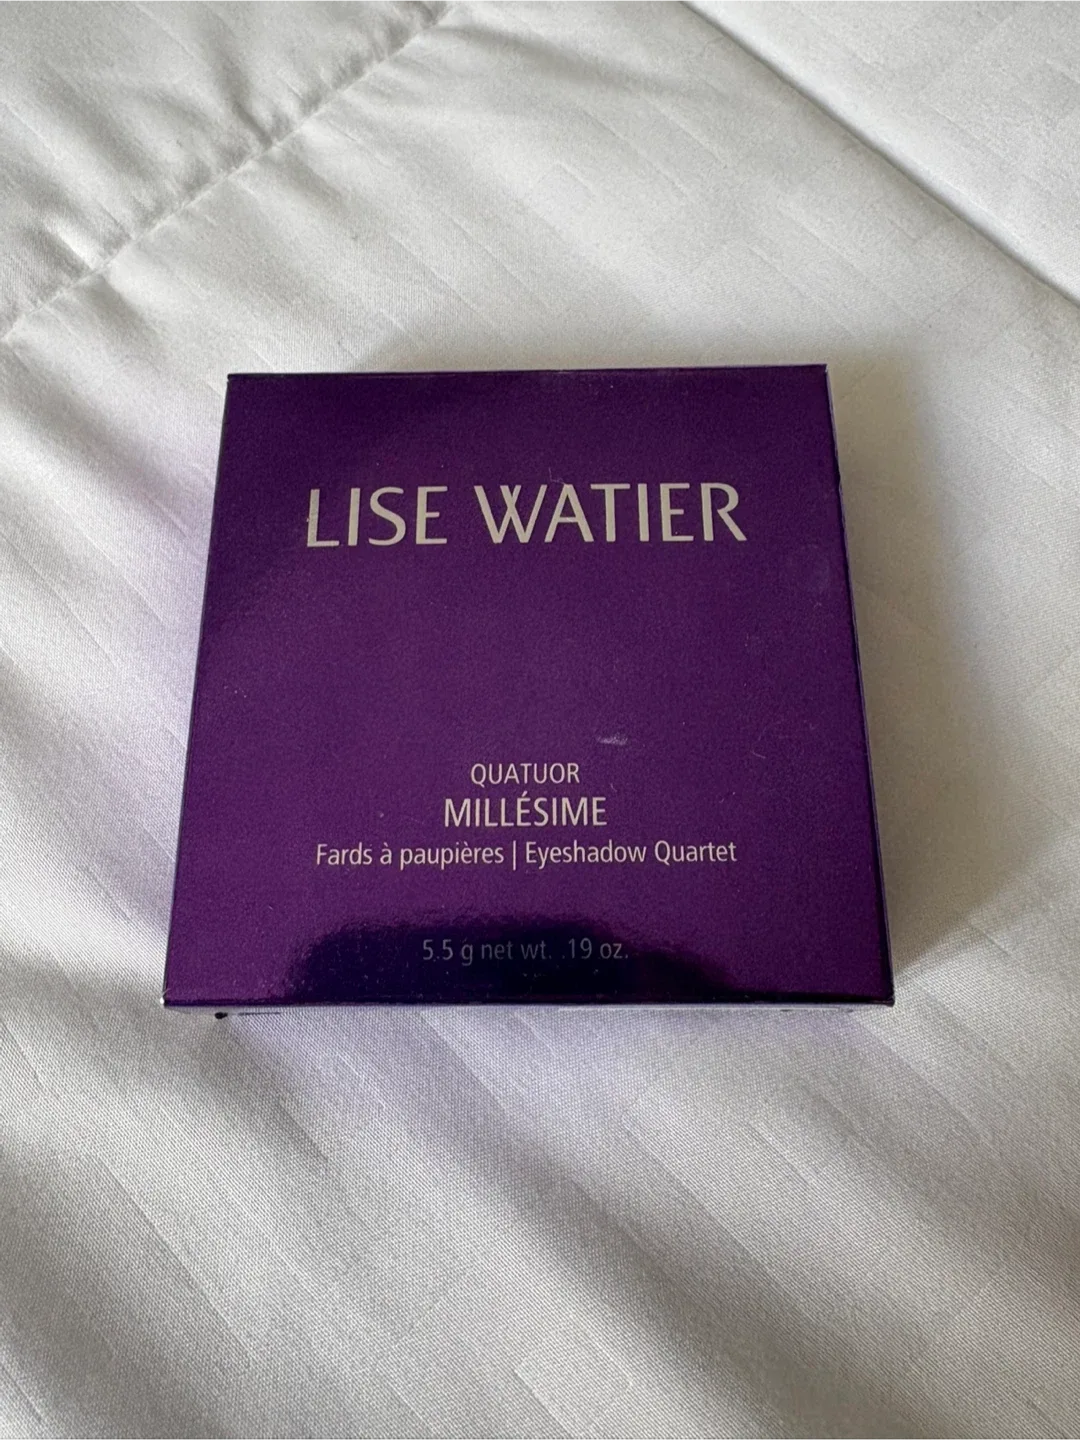 LISE WATIER
QUATUOR
MILLÉSIME
Fards à paupières | Eyeshadow Quartet
5.5 g net wt. .19 oz.